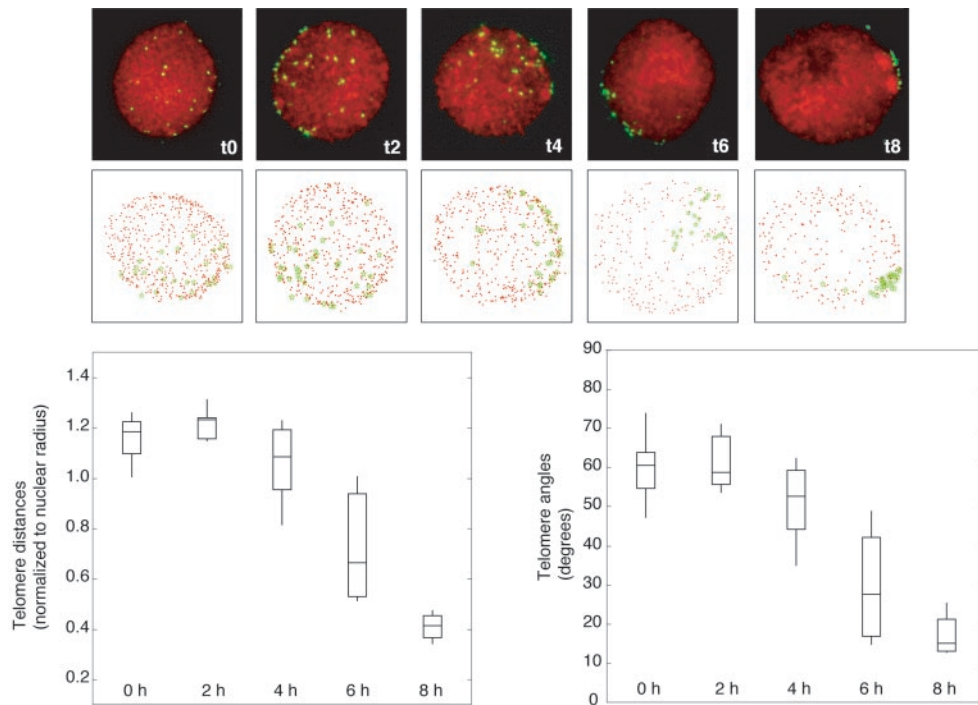 t0
t2
t4
t6
t8
Telomere distances
(normalized to nuclear radius)
1.4
1.2
1.0
0.8
0.6
0.4
0.2
0 h
2 h
4 h
6 h
8 h
Telomere angles
(degrees)
90
80
70
60
50
40
30
20
10
0
0 h
2 h
4 h
6 h
8 h